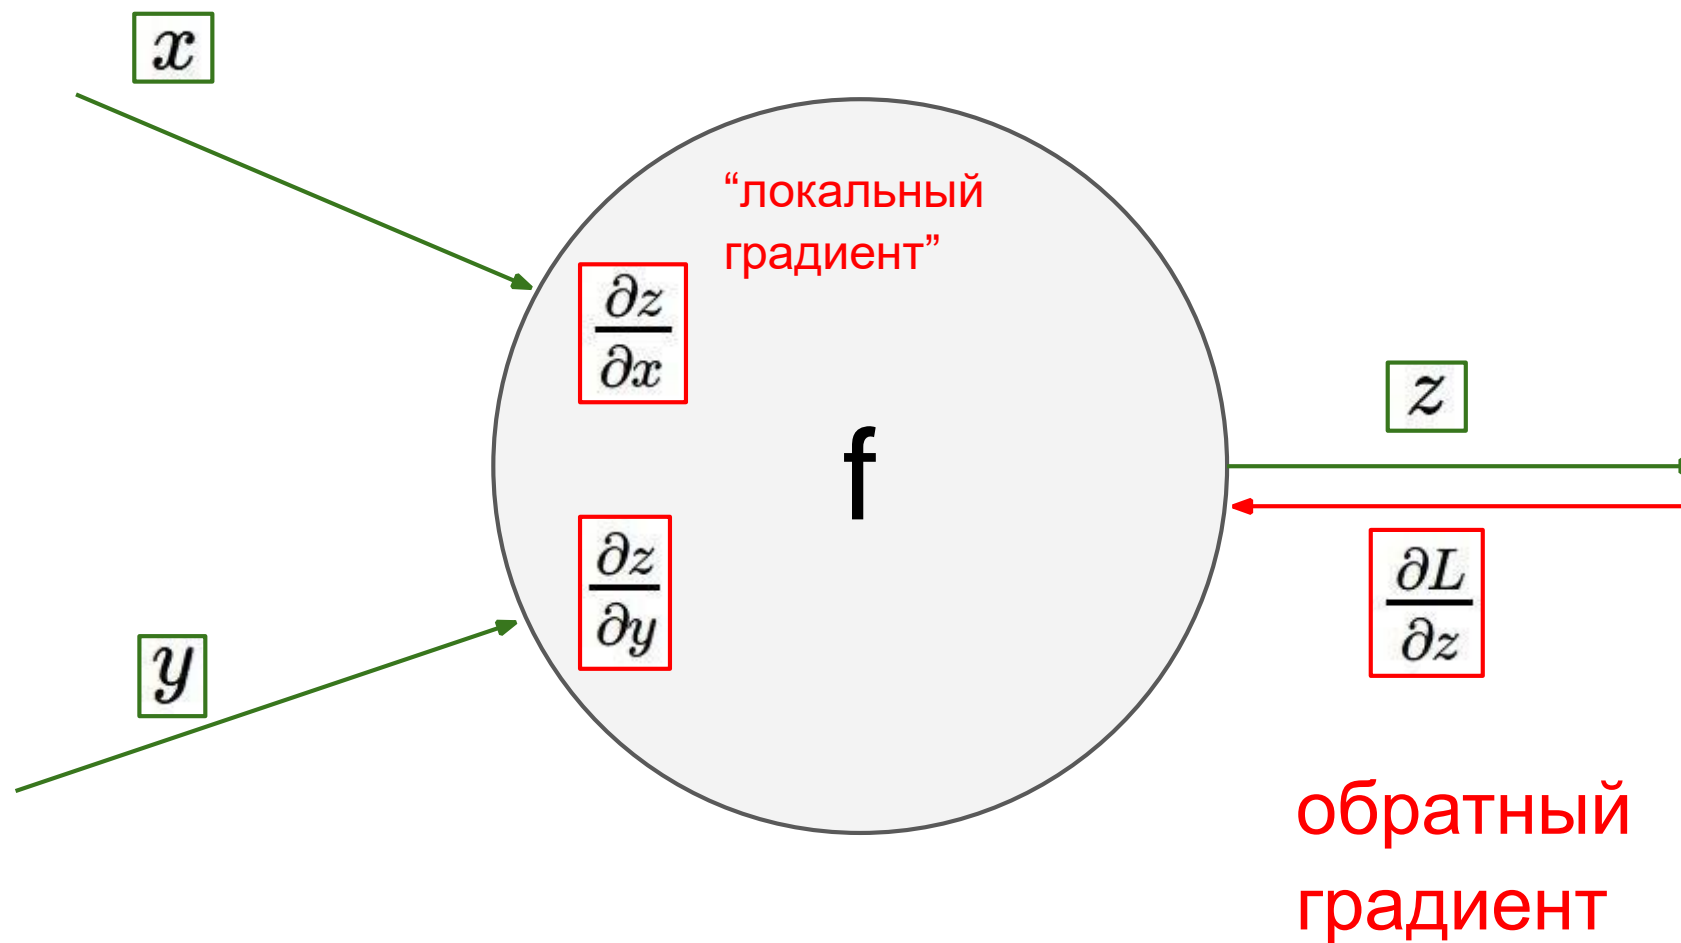 x
“локальный
градиент”
∂z
∂x
z
f
∂z
∂y
∂L
∂z
y
обратный
градиент